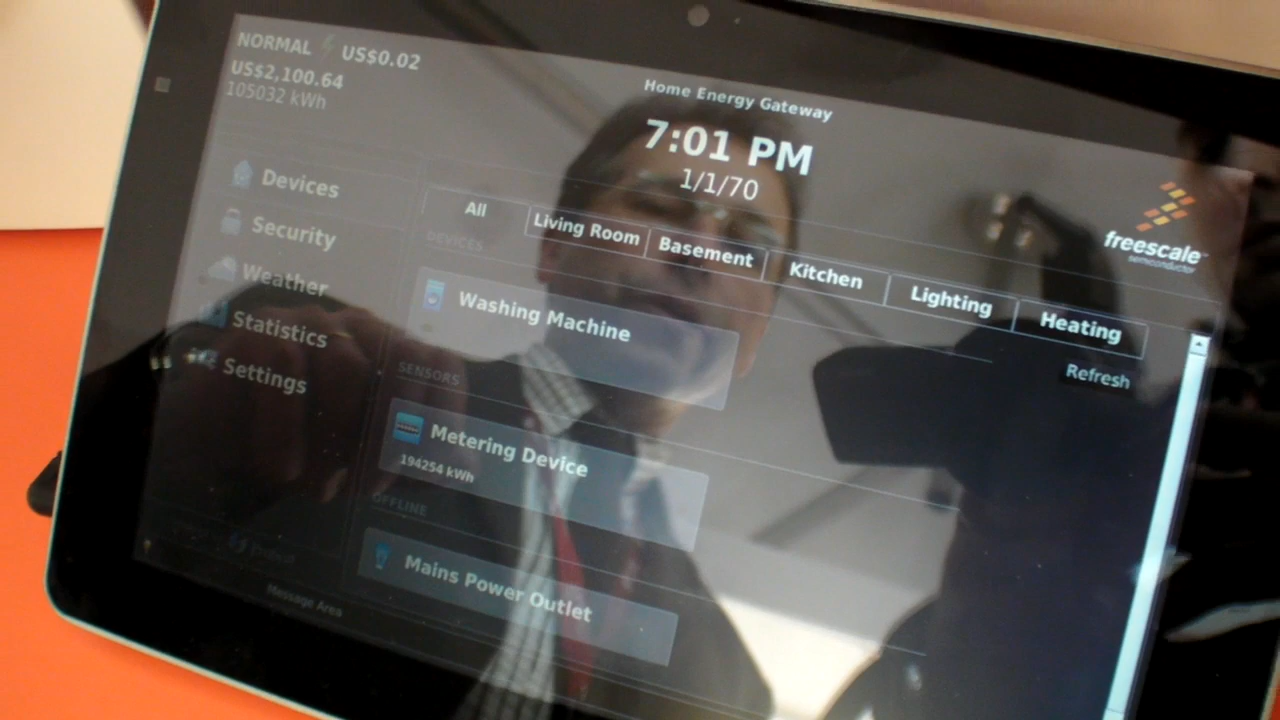 NORMAL US$0.02
US$2,100.64
105032 kWh
Home Energy Gateway
7:01 PM
1/1/70
freescale™
semiconductor
Devices
Security
Weather
Statistics
Settings
All
Living Room
Basement
Kitchen
Lighting
Heating
DEVICES
Refresh
Washing Machine
SENSORS
Metering Device
194254 kWh
OFFLINE
Mains Power Outlet
Message Area